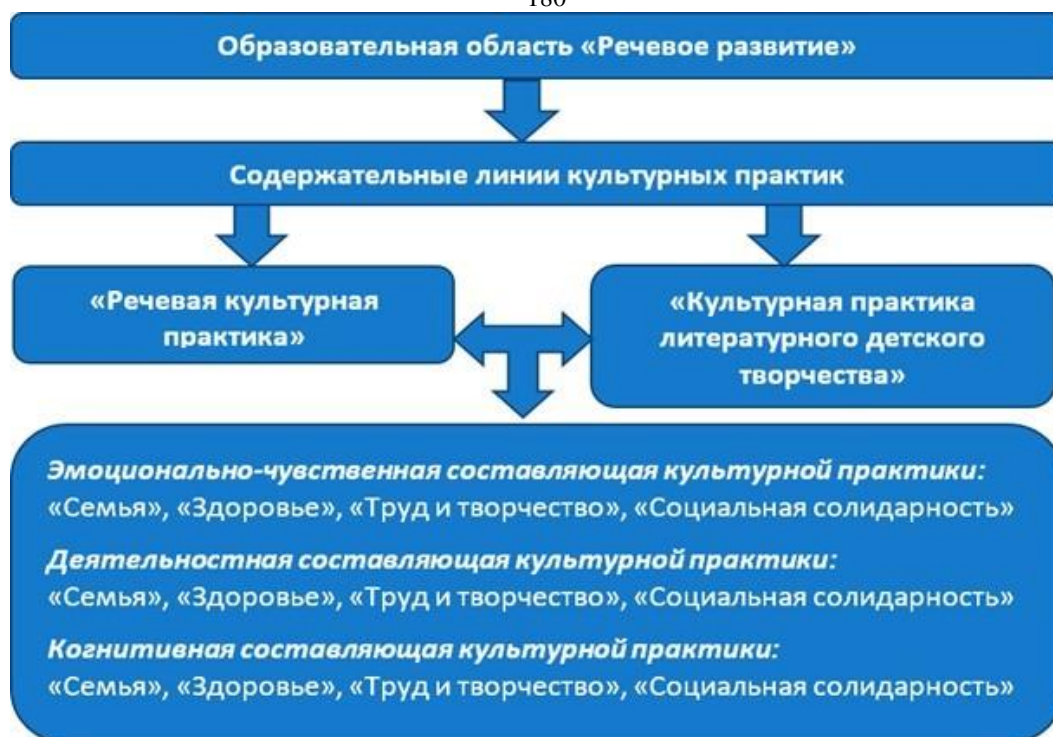 180
Образовательная область «Речевое развитие»
Содержательные линии культурных практик
«Речевая культурная
практика»
«Культурная практика
литературного детского
творчества»
Эмоционально-чувственная составляющая культурной практики:
«Семья», «Здоровье», «Труд и творчество», «Социальная солидарность»
Деятельностная составляющая культурной практики:
«Семья», «Здоровье», «Труд и творчество», «Социальная солидарность»
Когнитивная составляющая культурной практики:
«Семья», «Здоровье», «Труд и творчество», «Социальная солидарность»